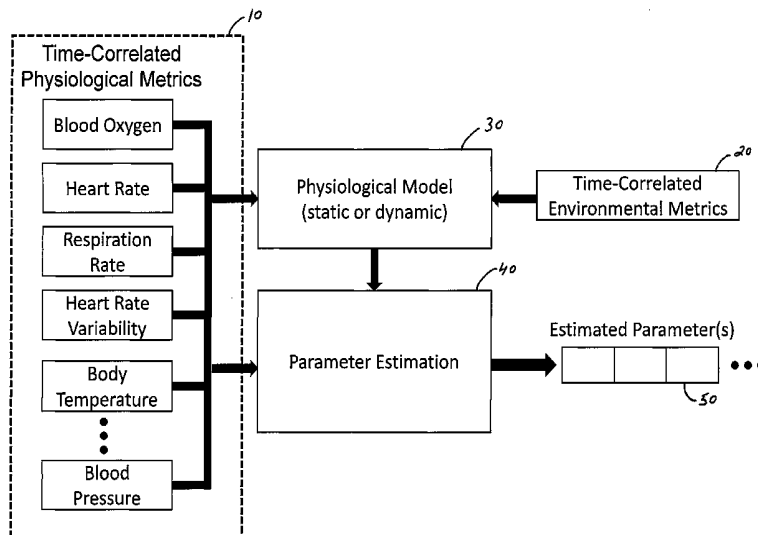 10
Time-Correlated
Physiological Metrics
Blood Oxygen
Heart Rate
Respiration
Rate
Heart Rate
Variability
Body
Temperature
Blood
Pressure
30
Physiological Model
(static or dynamic)
20
Time-Correlated
Environmental Metrics
40
Parameter Estimation
Estimated Parameter(s)
50